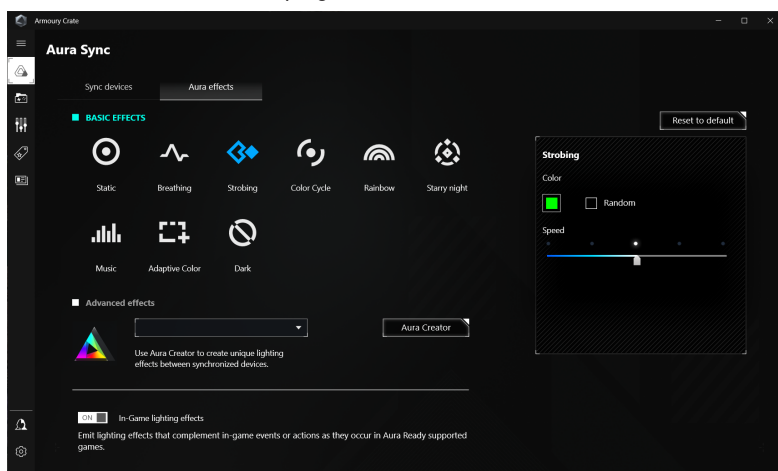 Armoury Crate
Aura Sync
Sync devices
Aura effects
BASIC EFFECTS
Static
Breathing
Strobing
Color Cycle
Rainbow
Starry night
Music
Adaptive Color
Dark
Advanced effects
Aura Creator
Use Aura Creator to create unique lighting
effects between synchronized devices.
ON
In-Game lighting effects
Emit lighting effects that complement in-game events or actions as they occur in Aura Ready supported
games.
Reset to default
Strobing
Color
Random
Speed